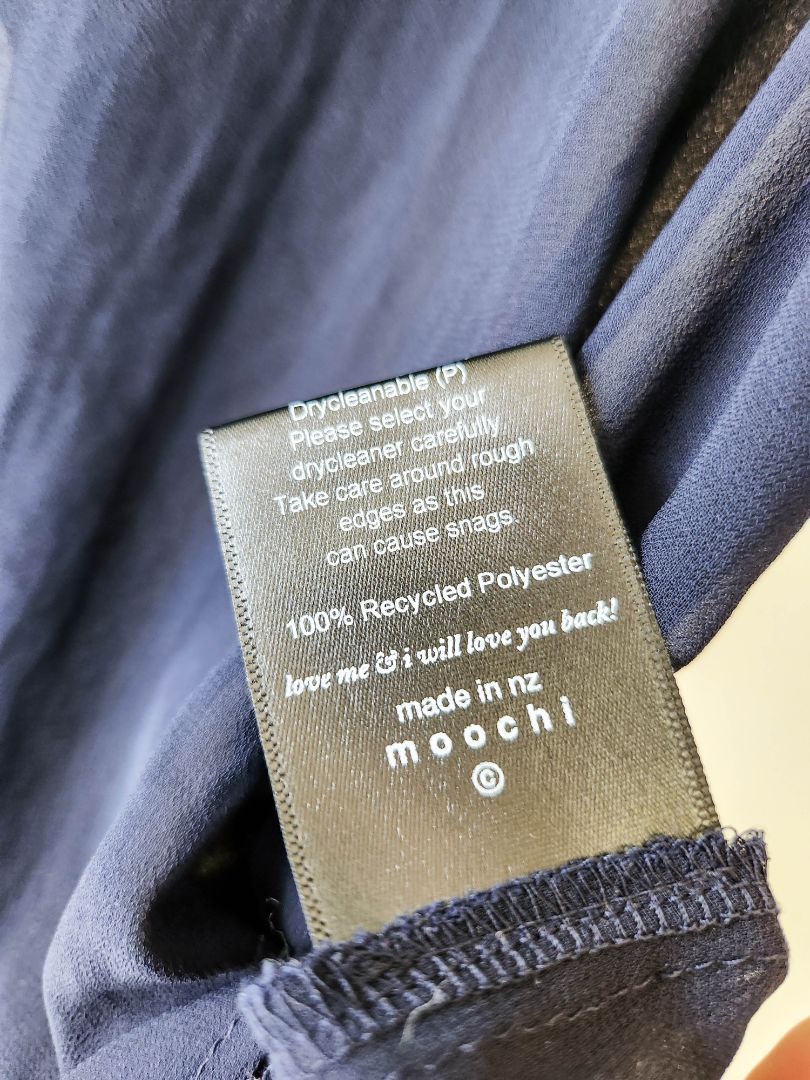 Drycleanable (P)
Please select your
drycleaner carefully
Take care around rough
edges as this
can cause snags.
100% Recycled Polyester
love me & i will love you back!
made in nz
moochi
©